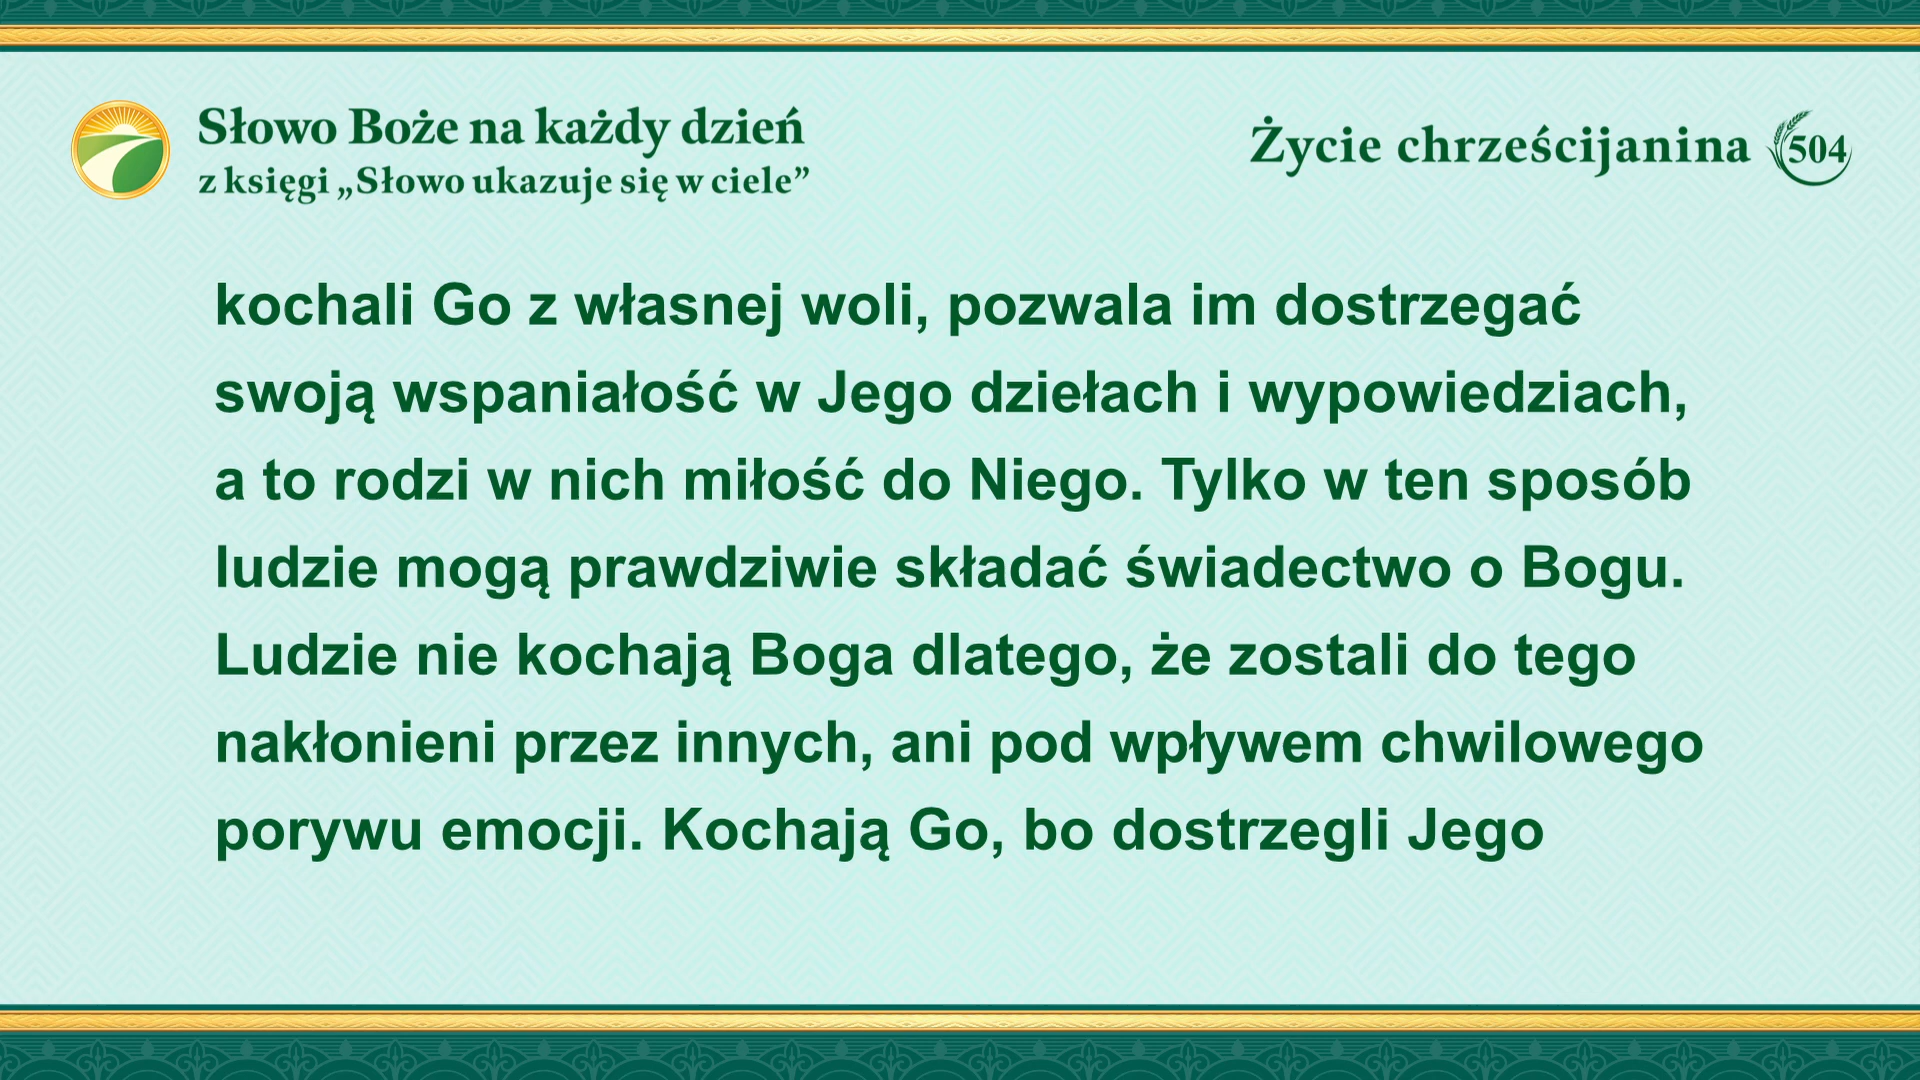 Słowo Boże na każdy dzień
z księgi „Słowo ukazuje się w ciele”
Życie chrześcijanina 504
kochali Go z własnej woli, pozwala im dostrzegać
swoją wspaniałość w Jego dziełach i wypowiedziach,
a to rodzi w nich miłość do Niego. Tylko w ten sposób
ludzie mogą prawdziwie składać świadectwo o Bogu.
Ludzie nie kochają Boga dlatego, że zostali do tego
nakłonieni przez innych, ani pod wpływem chwilowego
porywu emocji. Kochają Go, bo dostrzegli Jego